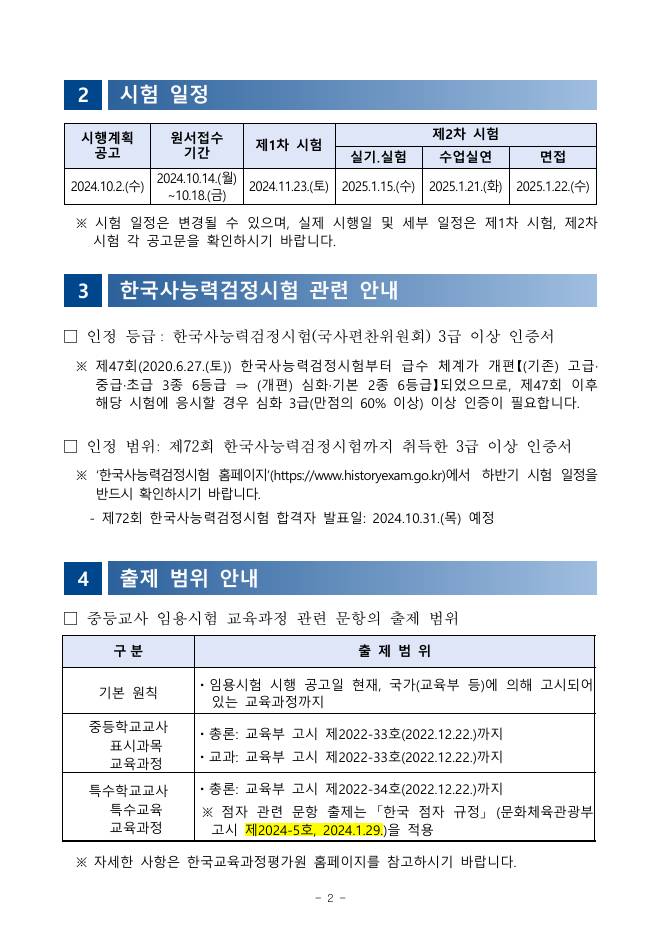 2 시험 일정
시행계획 공고 | 원서접수 기간 | 제1차 시험 | 제2차 시험
실기.실험 | 수업실연 | 면접
2024.10.2.(수) | 2024.10.14.(월) ~10.18.(금) | 2024.11.23.(토) | 2025.1.15.(수) | 2025.1.21.(화) | 2025.1.22.(수)
※ 시험 일정은 변경될 수 있으며, 실제 시행일 및 세부 일정은 제1차 시험, 제2차
시험 각 공고문을 확인하시기 바랍니다.
3 한국사능력검정시험 관련 안내
□ 인정 등급 : 한국사능력검정시험(국사편찬위원회) 3급 이상 인증서
※ 제47회(2020.6.27.(토)) 한국사능력검정시험부터 급수 체계가 개편【(기존) 고급·
중급·초급 3종 6등급 ⇒ (개편) 심화·기본 2종 6등급】되었으므로, 제47회 이후
해당 시험에 응시할 경우 심화 3급(만점의 60% 이상) 이상 인증이 필요합니다.
□ 인정 범위: 제72회 한국사능력검정시험까지 취득한 3급 이상 인증서
※ '한국사능력검정시험 홈페이지'(https://www.historyexam.go.kr)에서 하반기 시험 일정을
반드시 확인하시기 바랍니다.
- 제72회 한국사능력검정시험 합격자 발표일: 2024.10.31.(목) 예정
4 출제 범위 안내
□ 중등교사 임용시험 교육과정 관련 문항의 출제 범위
구 분 | 출 제 범 위
기본 원칙
· 임용시험 시행 공고일 현재, 국가(교육부 등)에 의해 고시되어
있는 교육과정까지
중등학교교사
표시과목
교육과정
· 총론: 교육부 고시 제2022-33호(2022.12.22.)까지
· 교과: 교육부 고시 제2022-33호(2022.12.22.)까지
특수학교교사
특수교육
교육과정
· 총론: 교육부 고시 제2022-34호(2022.12.22.)까지
※ 점자 관련 문항 출제는 「한국 점자 규정」 (문화체육관광부
고시 제2024-5호, 2024.1.29.)을 적용
※ 자세한 사항은 한국교육과정평가원 홈페이지를 참고하시기 바랍니다.
- 2 -